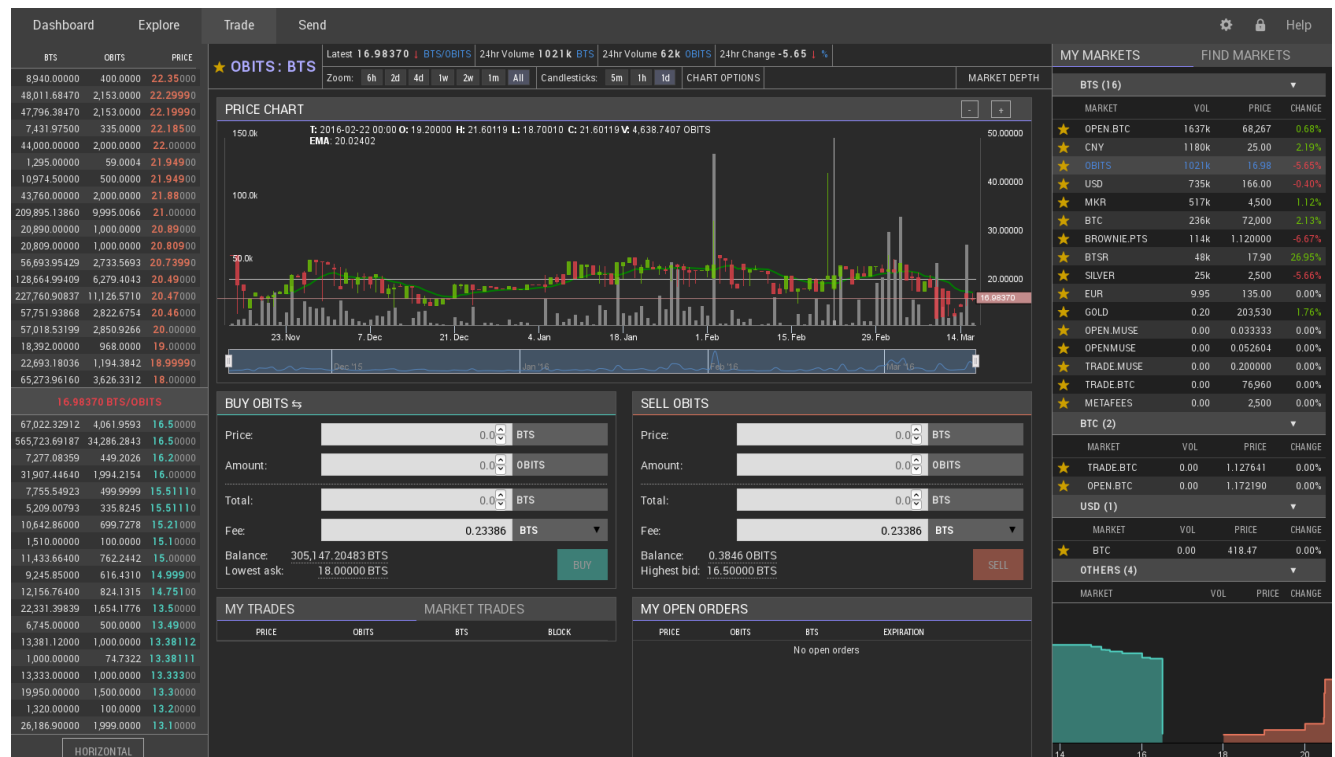 Dashboard Explore Trade Send Help
BTS OBITS PRICE
8,940.00000 400.0000 22.35000
48,011.68470 2,153.0000 22.29990
47,796.38470 2,153.0000 22.19990
7,431.97500 335.0000 22.18500
44,000.00000 2,000.0000 22.00000
1,295.00000 59.0004 21.94900
10,974.50000 500.0000 21.94900
43,760.00000 2,000.0000 21.88000
209,895.13860 9,995.0066 21.00000
20,890.00000 1,000.0000 20.89000
20,809.00000 1,000.0000 20.80900
56,693.95429 2,733.5693 20.73990
128,664.99409 6,279.4043 20.49000
227,760.90837 11,126.5710 20.47000
57,751.93868 2,822.6754 20.46000
57,018.53199 2,850.9266 20.00000
18,392.00000 968.0000 19.00000
22,693.18036 1,194.3842 18.99990
65,273.96160 3,626.3312 18.00000
16.98370 BTS/OBITS
67,022.32912 4,061.9593 16.50000
565,723.69187 34,286.2843 16.50000
7,277.08359 449.2026 16.20000
31,907.44640 1,994.2154 16.00000
7,755.54923 499.9999 15.51110
5,209.00793 335.8245 15.51110
10,642.86000 699.7278 15.21000
1,510.00000 100.0000 15.10000
11,433.66400 762.2442 15.00000
9,245.85000 616.4310 14.99900
12,156.76400 824.1315 14.75100
22,331.39839 1,654.1776 13.50000
6,745.00000 500.0000 13.49000
13,381.12000 1,000.0000 13.38112
1,000.00000 74.7322 13.38111
13,333.00000 1,000.0000 13.33300
19,950.00000 1,500.0000 13.30000
1,320.00000 100.0000 13.20000
26,186.90000 1,999.0000 13.10000
HORIZONTAL
OBITS : BTS
Latest 16.98370 ↓ BTS/OBITS 24hr Volume 1021k BTS 24hr Volume 62k OBITS 24hr Change -5.65 ↓ %
Zoom: 6h 2d 4d 1w 2w 1m All Candlesticks: 5m 1h 1d CHART OPTIONS MARKET DEPTH
PRICE CHART - +
T: 2016-02-22 00:00 O: 19.20000 H: 21.60119 L: 18.70010 C: 21.60119 V: 4,638.7407 OBITS
EMA: 20.02402
150.0k 50.00000
40.00000
100.0k
30.00000
50.0k
20.00000
16.98370
23. Nov 7. Dec 21. Dec 4. Jan 18. Jan 1. Feb 15. Feb 29. Feb 14. Mar
Dec '15 Jan '16 Feb '16 Mar '16
BUY OBITS ⇆
Price: 0.0 BTS
Amount: 0.0 OBITS
Total: 0.0 BTS
Fee: 0.23386 BTS ▼
Balance: 305,147.20483 BTS
Lowest ask: 18.00000 BTS
BUY
SELL OBITS
Price: 0.0 BTS
Amount: 0.0 OBITS
Total: 0.0 BTS
Fee: 0.23386 BTS ▼
Balance: 0.3846 OBITS
Highest bid: 16.50000 BTS
SELL
MY TRADES MARKET TRADES
PRICE OBITS BTS BLOCK
MY OPEN ORDERS
PRICE OBITS BTS EXPIRATION
No open orders
MY MARKETS FIND MARKETS
BTS (16) ▼
MARKET VOL PRICE CHANGE
OPEN.BTC 1637k 68,267 0.68%
CNY 1180k 25.00 2.19%
OBITS 1021k 16.98 -5.65%
USD 735k 166.00 -0.40%
MKR 517k 4,500 1.12%
BTC 236k 72,000 2.13%
BROWNIE.PTS 114k 1.120000 -6.67%
BTSR 48k 17.90 26.95%
SILVER 25k 2,500 -5.66%
EUR 9.95 135.00 0.00%
GOLD 0.20 203,530 1.76%
OPEN.MUSE 0.00 0.033333 0.00%
OPENMUSE 0.00 0.052604 0.00%
TRADE.MUSE 0.00 0.200000 0.00%
TRADE.BTC 0.00 76,960 0.00%
METAFEES 0.00 2,500 0.00%
BTC (2) ▼
MARKET VOL PRICE CHANGE
TRADE.BTC 0.00 1.127641 0.00%
OPEN.BTC 0.00 1.172190 0.00%
USD (1) ▼
MARKET VOL PRICE CHANGE
BTC 0.00 418.47 0.00%
OTHERS (4) ▼
MARKET VOL PRICE CHANGE
14 16 18 20